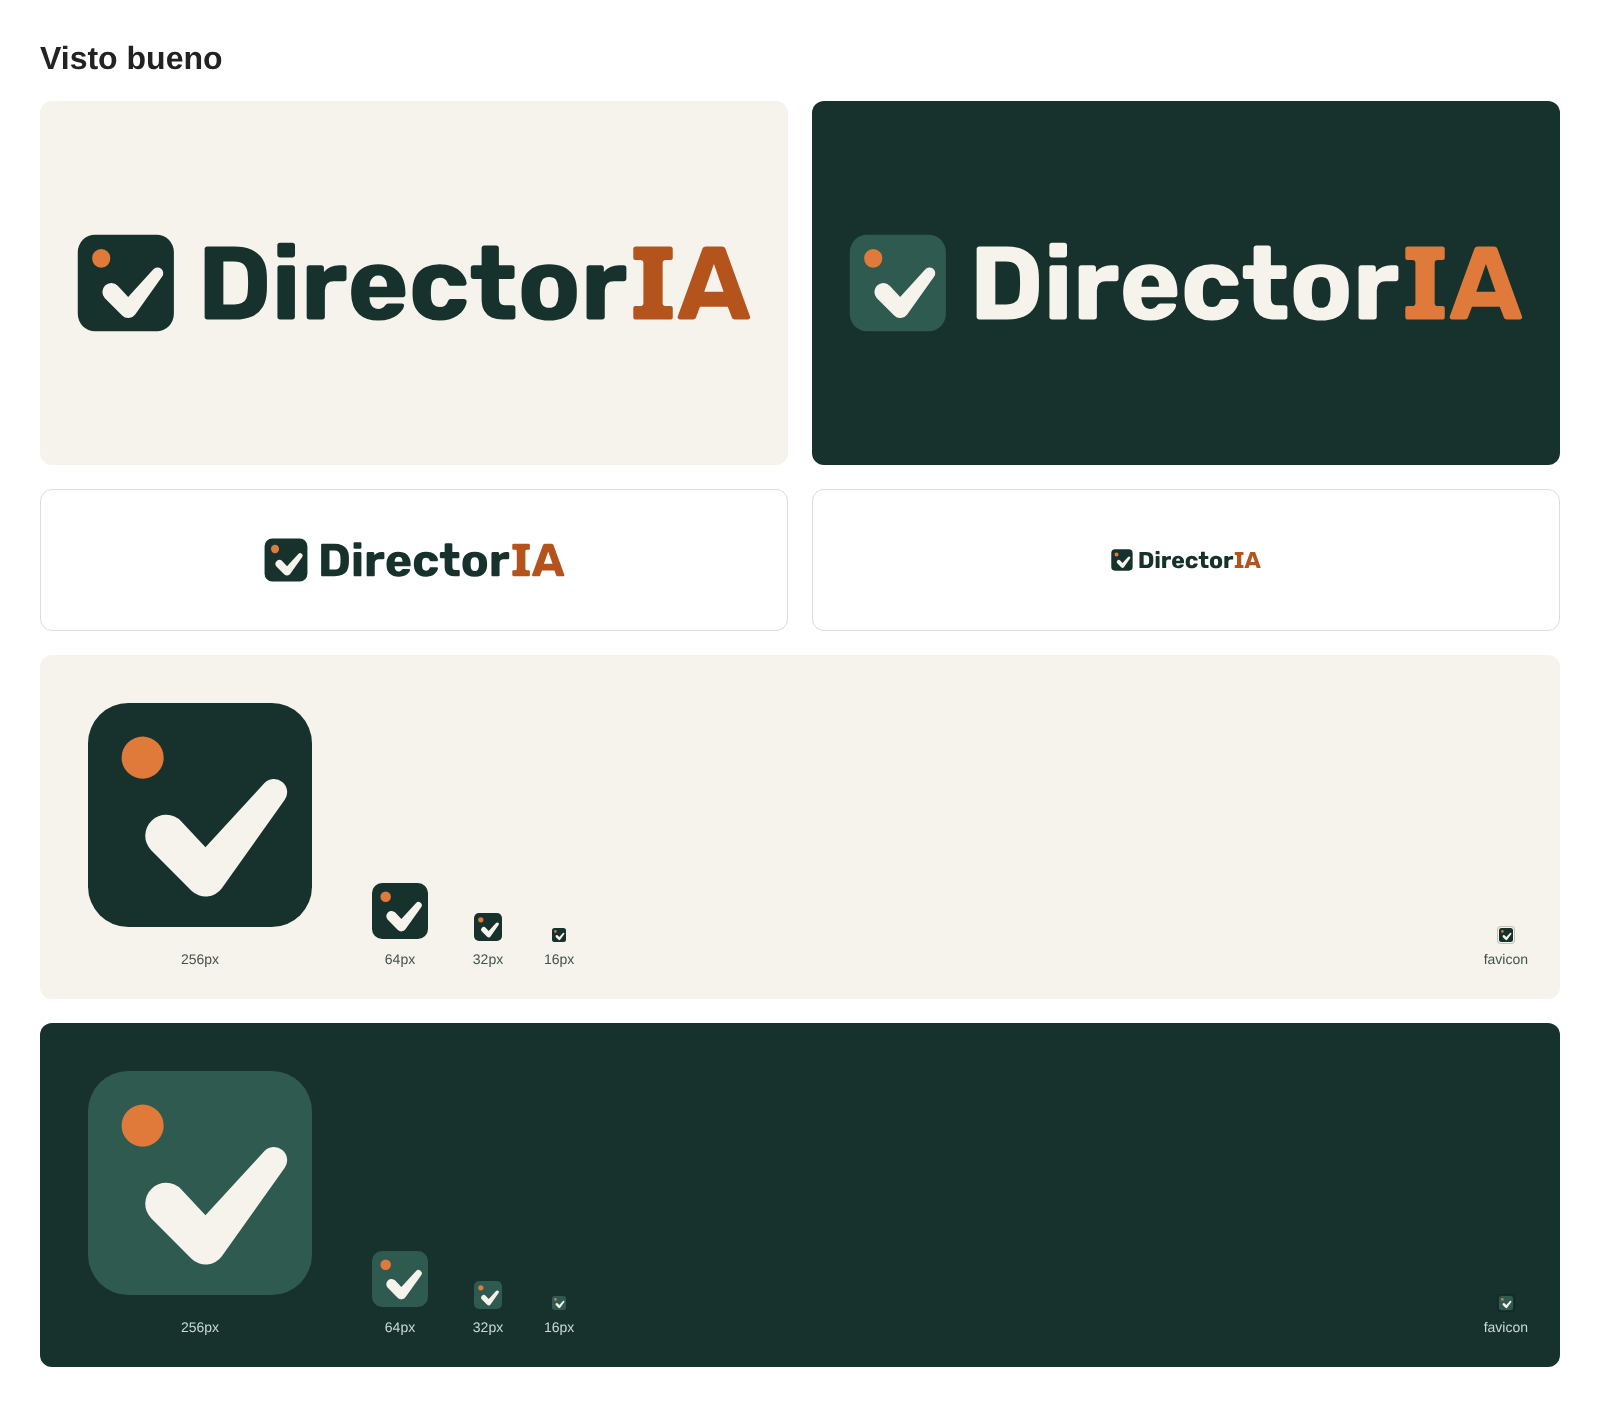 Visto bueno
DirectorIA
DirectorIA
DirectorIA
DirectorIA
256px
64px
32px
16px
favicon
256px
64px
32px
16px
favicon